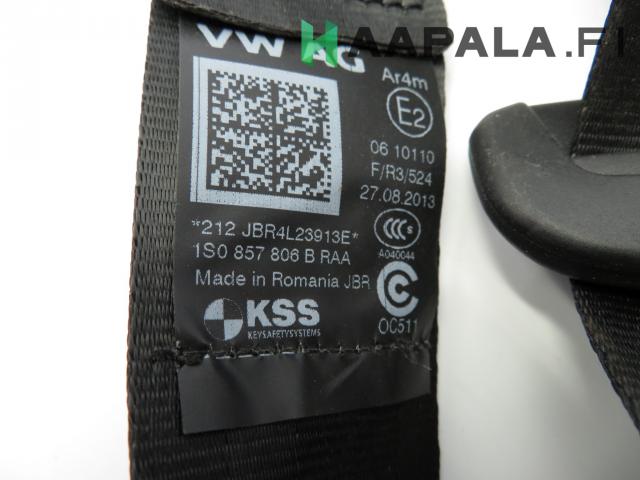 HAAPALA.FI
VW AG
Ar4m
E2
06 10110
F/R3/524
27.08.2013
*212 JBR4L23913E*
1S0 857 806 B RAA
CCC S
A040044
Made in Romania JBR
KSS
KEYSAFETYSYSTEMS
OC511